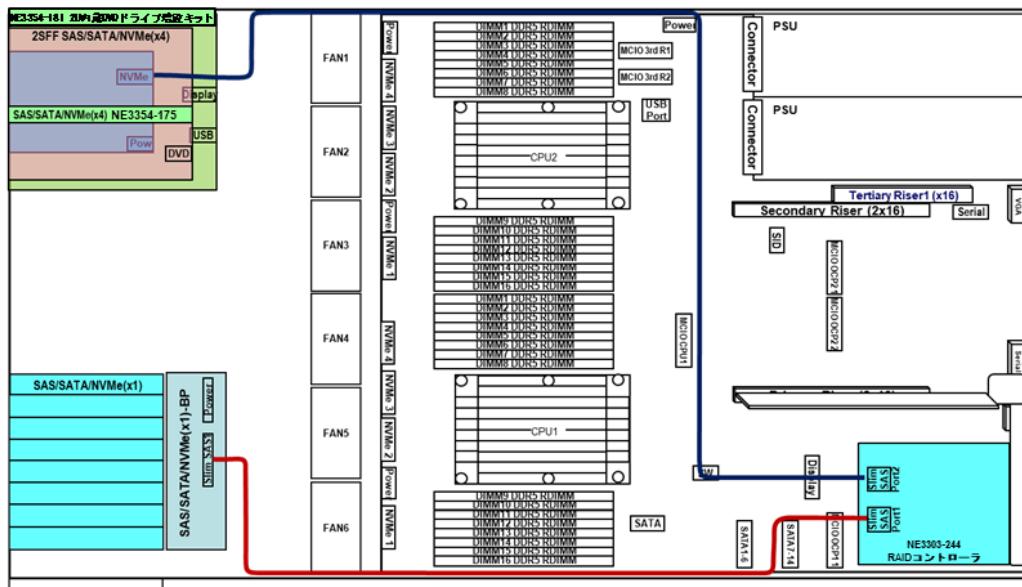 NE3354-181 2U内蔵DVDドライブ増設キット
2SFF SAS/SATA/NVMe(x4)
NVMe
Display
SAS/SATA/NVMe(x4) NE3354-175
Pow
USB
DVD
SAS/SATA/NVMe(x1)
SAS/SATA/NVMe(x1)-BP
Power
Slim SAS
FAN1
FAN2
FAN3
FAN4
FAN5
FAN6
Power
NVMe 4
NVMe 3
NVMe 2
Power
NVMe 1
NVMe 4
NVMe 3
NVMe 2
Power
NVMe 1
DIMM1 DDR5 RDIMM
DIMM2 DDR5 RDIMM
DIMM3 DDR5 RDIMM
DIMM4 DDR5 RDIMM
DIMM5 DDR5 RDIMM
DIMM6 DDR5 RDIMM
DIMM7 DDR5 RDIMM
DIMM8 DDR5 RDIMM
CPU2
DIMM9 DDR5 RDIMM
DIMM10 DDR5 RDIMM
DIMM11 DDR5 RDIMM
DIMM12 DDR5 RDIMM
DIMM13 DDR5 RDIMM
DIMM14 DDR5 RDIMM
DIMM15 DDR5 RDIMM
DIMM16 DDR5 RDIMM
DIMM1 DDR5 RDIMM
DIMM2 DDR5 RDIMM
DIMM3 DDR5 RDIMM
DIMM4 DDR5 RDIMM
DIMM5 DDR5 RDIMM
DIMM6 DDR5 RDIMM
DIMM7 DDR5 RDIMM
DIMM8 DDR5 RDIMM
CPU1
DIMM9 DDR5 RDIMM
DIMM10 DDR5 RDIMM
DIMM11 DDR5 RDIMM
DIMM12 DDR5 RDIMM
DIMM13 DDR5 RDIMM
DIMM14 DDR5 RDIMM
DIMM15 DDR5 RDIMM
DIMM16 DDR5 RDIMM
Power
MCIO 3rd R1
MCIO 3rd R2
USB
Port
MCIO CPU1
SATA
Connector
PSU
Connector
PSU
Tertiary Riser1 (x16)
Secondary Riser (2x16)
Serial
VGA
SID
MCIO OCP21
MCIO OCP22
Serial
Display
Slim
SAS
Port2
Slim
SAS
Port1
SATA1-6
SATA7-14
MCIO OCP11
NE3303-244
RAIDコントローラ